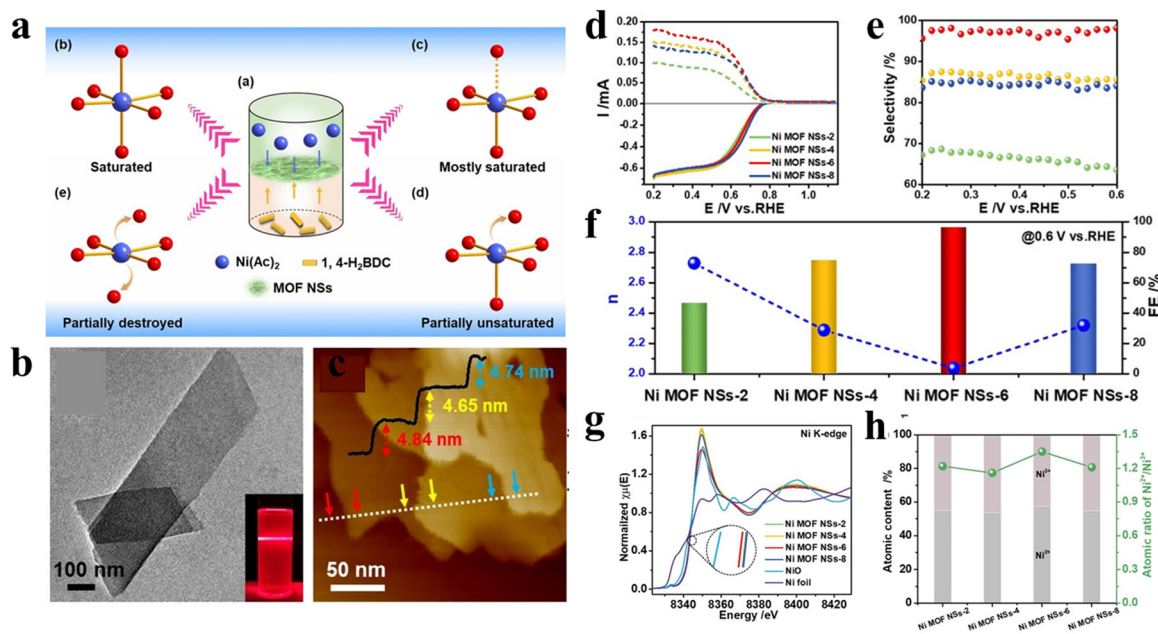 a
(b)
Saturated
(c)
Mostly saturated
(a)
(e)
Partially destroyed
(d)
Partially unsaturated
Ni(Ac)₂
1, 4-H₂BDC
MOF NSs
b
100 nm
c
4.74 nm
4.65 nm
4.84 nm
50 nm
d
I /mA
0.20
0.15
0.10
0.05
0.0
-0.2
-0.4
-0.6
Ni MOF NSs-2
Ni MOF NSs-4
Ni MOF NSs-6
Ni MOF NSs-8
0.2 0.4 0.6 0.8 1.0
E /V vs.RHE
e
Selectivity /%
100
90
80
70
60
0.2 0.3 0.4 0.5 0.6
E /V vs.RHE
f
@0.6 V vs.RHE
n
3.0
2.8
2.6
2.4
2.2
2.0
100
80
60
40
20
0
FE /%
Ni MOF NSs-2 Ni MOF NSs-4 Ni MOF NSs-6 Ni MOF NSs-8
g
Ni K-edge
Normalized χμ(E)
1.6
1.2
0.8
0.4
0.0
Ni MOF NSs-2
Ni MOF NSs-4
Ni MOF NSs-6
Ni MOF NSs-8
NiO
Ni foil
8340 8360 8380 8400
Energy /eV
h
Atomic content /%
100
80
60
40
20
0
Ni³⁺
Ni²⁺
1.5
1.2
0.9
0.6
0.3
0.0
Atomic ratio of Ni²⁺/Ni³⁺
Ni MOF NSs-2 Ni MOF NSs-4 Ni MOF NSs-6 Ni MOF NSs-8